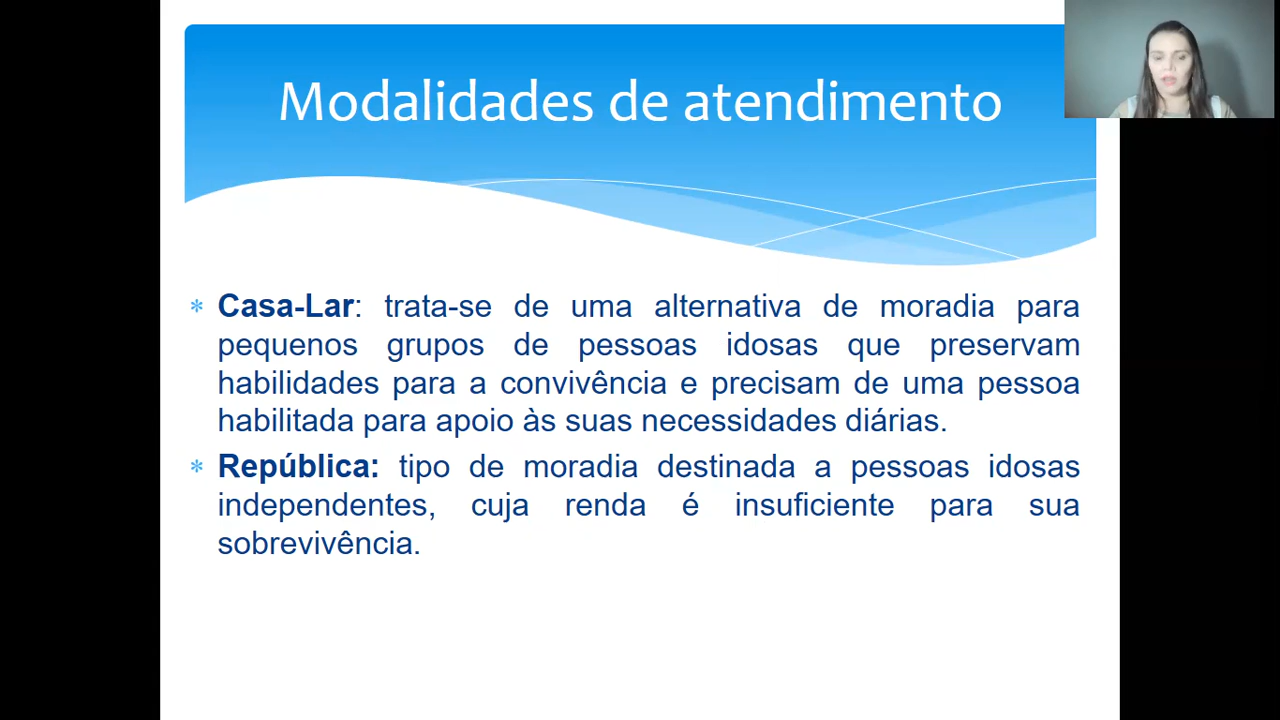 Modalidades de atendimento
Casa-Lar: trata-se de uma alternativa de moradia para
pequenos grupos de pessoas idosas que preservam
habilidades para a convivência e precisam de uma pessoa
habilitada para apoio às suas necessidades diárias.
República: tipo de moradia destinada a pessoas idosas
independentes, cuja renda é insuficiente para sua
sobrevivência.